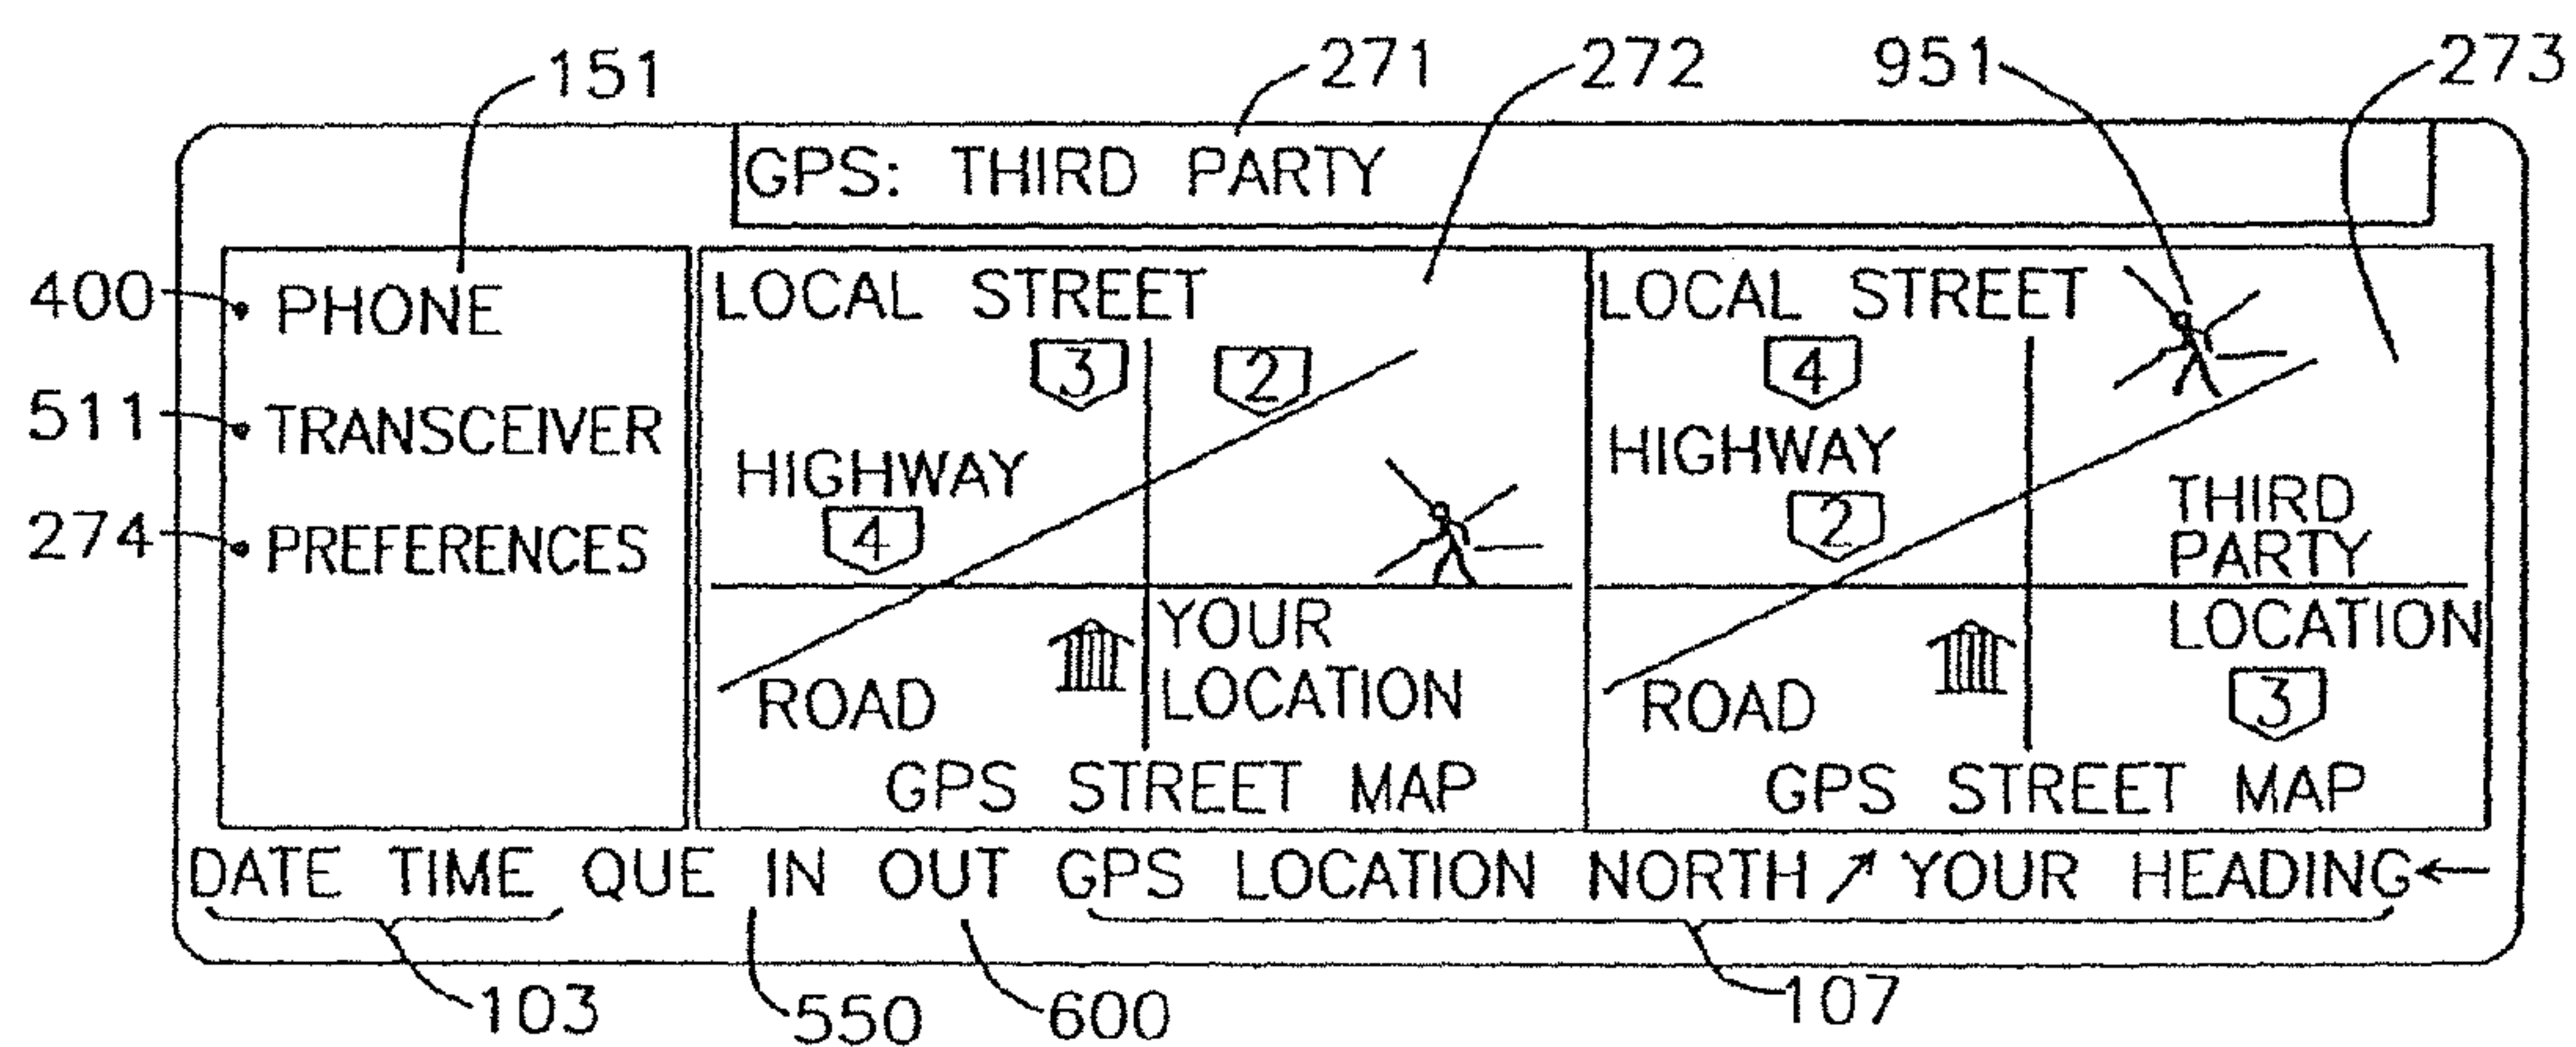 151 271 272 951 273
GPS: THIRD PARTY
400 PHONE
511 TRANSCEIVER
274 PREFERENCES
LOCAL STREET
3 2
HIGHWAY
4
YOUR
LOCATION
ROAD
GPS STREET MAP
LOCAL STREET
4
HIGHWAY
2
THIRD
PARTY
LOCATION
ROAD
3
GPS STREET MAP
DATE TIME QUE IN OUT GPS LOCATION NORTH ↗ YOUR HEADING ←
103 550 600 107